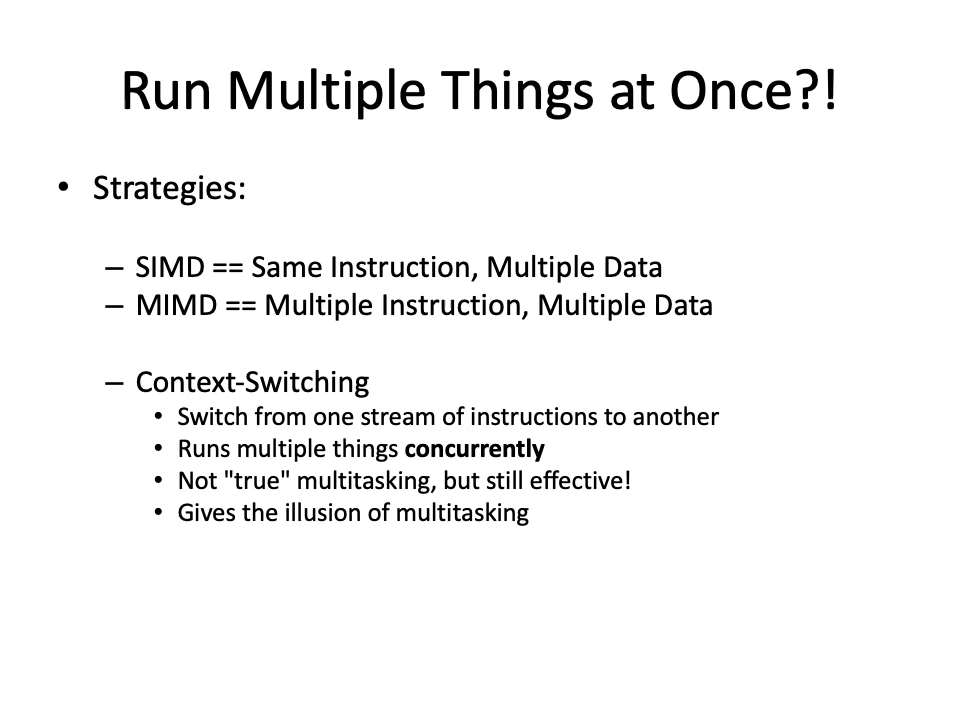 Run Multiple Things at Once?!
• Strategies:
– SIMD == Same Instruction, Multiple Data
– MIMD == Multiple Instruction, Multiple Data
– Context-Switching
• Switch from one stream of instructions to another
• Runs multiple things concurrently
• Not "true" multitasking, but still effective!
• Gives the illusion of multitasking